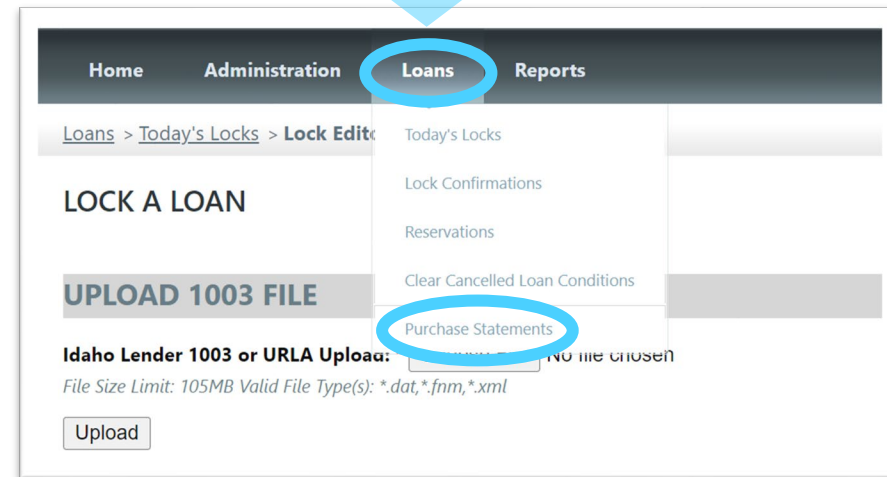 Home Administration Loans Reports
Loans > Today's Locks > Lock Edito
Today's Locks
Lock Confirmations
LOCK A LOAN
Reservations
Clear Cancelled Loan Conditions
UPLOAD 1003 FILE
Purchase Statements
Idaho Lender 1003 or URLA Upload: No file chosen
File Size Limit: 105MB Valid File Type(s): *.dat,*.fnm,*.xml
Upload